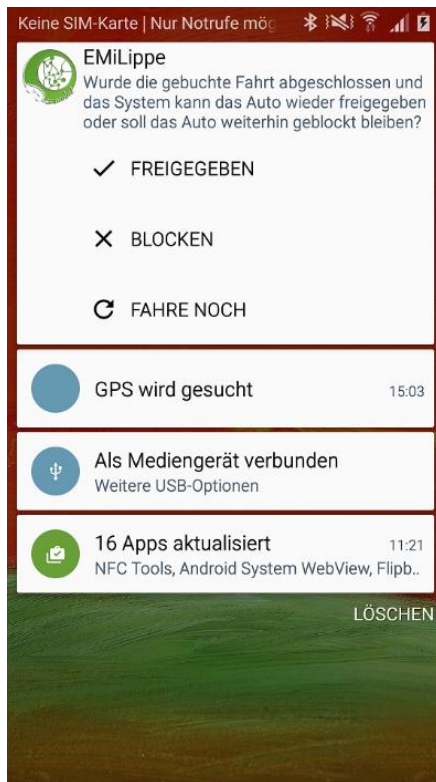 Keine SIM-Karte | Nur Notrufe mög
EMiLippe
Wurde die gebuchte Fahrt abgeschlossen und
das System kann das Auto wieder freigegeben
oder soll das Auto weiterhin geblockt bleiben?
FREIGEGEBEN
BLOCKEN
FAHRE NOCH
GPS wird gesucht 15:03
Als Mediengerät verbunden
Weitere USB-Optionen
16 Apps aktualisiert 11:21
NFC Tools, Android System WebView, Flipb..
LÖSCHEN